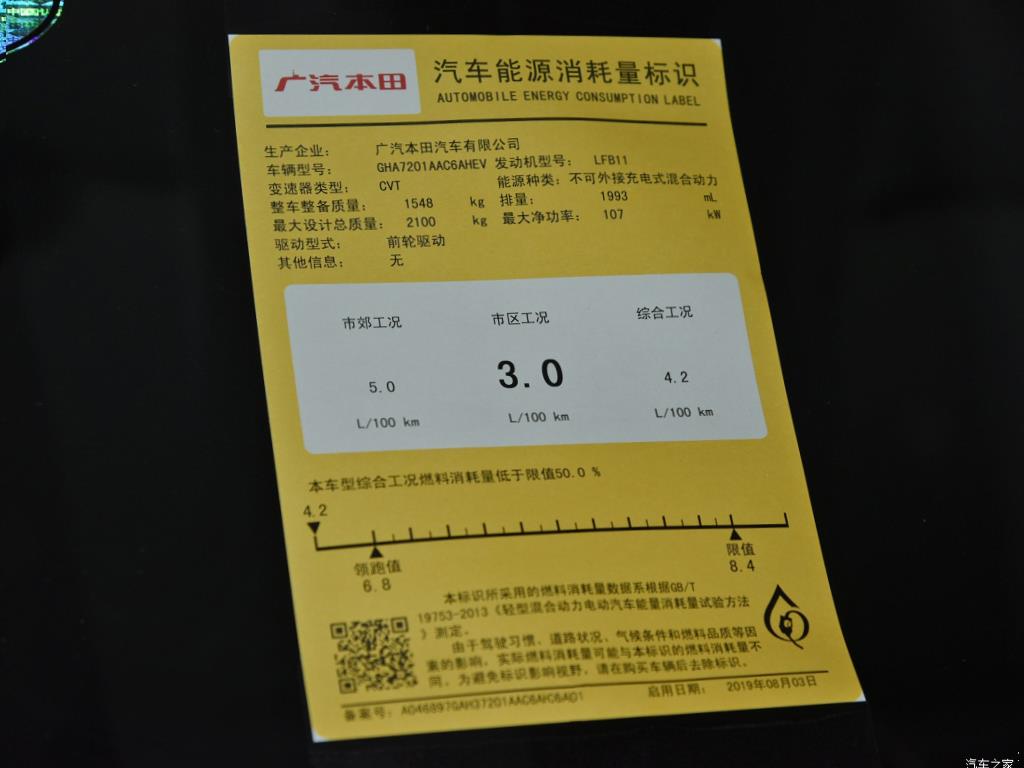 广汽本田
汽车能源消耗量标识
AUTOMOBILE ENERGY CONSUMPTION LABEL
生产企业: 广汽本田汽车有限公司
车辆型号: GHA7201AAC6AHEV 发动机型号: LFB11
变速器类型: CVT 能源种类: 不可外接充电式混合动力
整车整备质量: 1548 kg 排量: 1993 mL
最大设计总质量: 2100 kg 最大净功率: 107 kW
驱动型式: 前轮驱动
其他信息: 无
市郊工况 市区工况 综合工况
5.0 3.0 4.2
L/100 km L/100 km L/100 km
本车型综合工况燃料消耗量低于限值50.0 %
4.2
领跑值 限值
6.8 8.4
本标识所采用的燃料消耗量数据系根据GB/T
19753-2013《轻型混合动力电动汽车能量消耗量试验方法
》测定。
由于驾驶习惯、道路状况、气候条件和燃料品质等因
素的影响，实际燃料消耗量可能与本标识的燃料消耗量不
同。为避免标识影响视野，请在购买车辆后去除标识。
备案号: 启用日期: 2019年08月03日
汽车之家